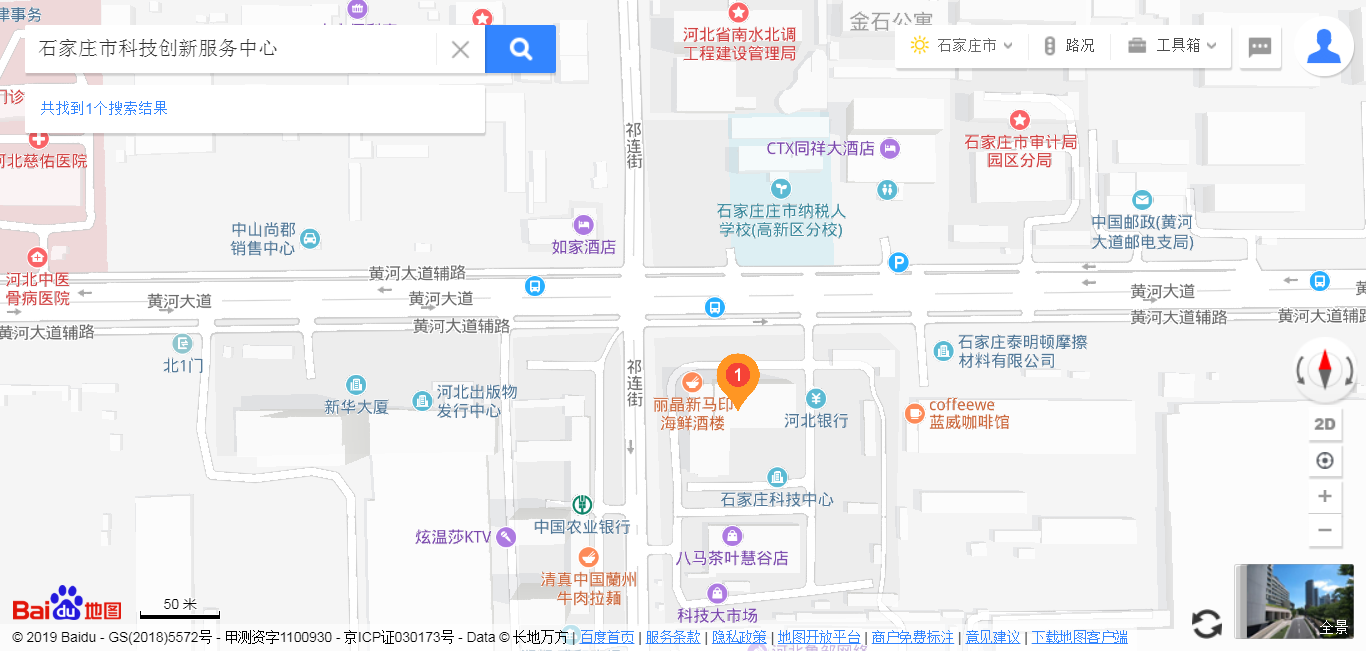 律事务
金石公寓
河北省南水北调
工程建设管理局
石家庄市科技创新服务中心
石家庄市
路况
工具箱
门诊
共找到1个搜索结果
祁连街
CTX同祥大酒店
石家庄市审计局
园区分局
河北慈佑医院
石家庄庄市纳税人
学校(高新区分校)
中国邮政(黄河
大道邮电支局)
中山尚郡
销售中心
如家酒店
河北中医
骨病医院
黄河大道辅路
黄河大道
黄河大道
黄河大道
黄河大道辅路
黄河大道辅路
黄河大道辅路
黄河大道辅路
北1门
祁连街
石家庄泰明顿摩擦
材料有限公司
1
新华大厦
河北出版物
发行中心
丽晶新马印
海鲜酒楼
河北银行
coffeewe
蓝威咖啡馆
2D
石家庄科技中心
中国农业银行
炫温莎KTV
八马茶叶慧谷店
清真中国蘭州
牛肉拉麺
科技大市场
Bai du 地图
50 米
全景
© 2019 Baidu - GS(2018)5572号 - 甲测资字1100930 - 京ICP证030173号 - Data © 长地万方 | 百度首页 | 服务条款 | 隐私政策 | 地图开放平台 | 商户免费标注 | 意见建议 | 下载地图客户端